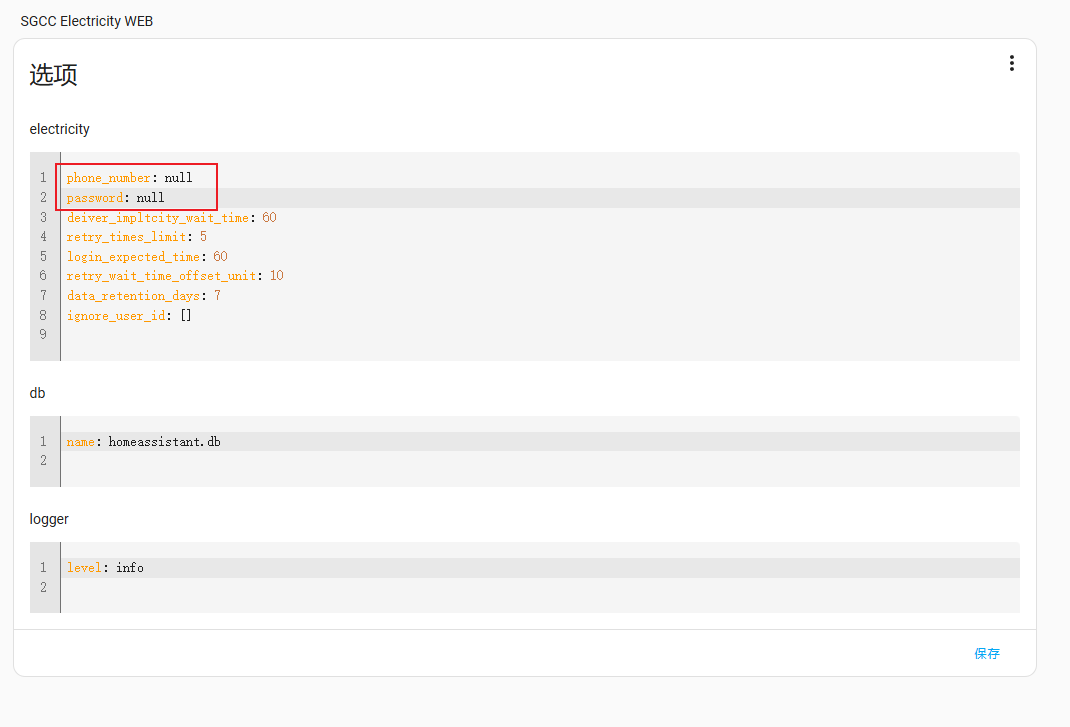 SGCC Electricity WEB
选项
electricity
1 phone_number: null
2 password: null
3 deiver_impltcity_wait_time: 60
4 retry_times_limit: 5
5 login_expected_time: 60
6 retry_wait_time_offset_unit: 10
7 data_retention_days: 7
8 ignore_user_id: []
9
db
1 name: homeassistant.db
2
logger
1 level: info
2
保存